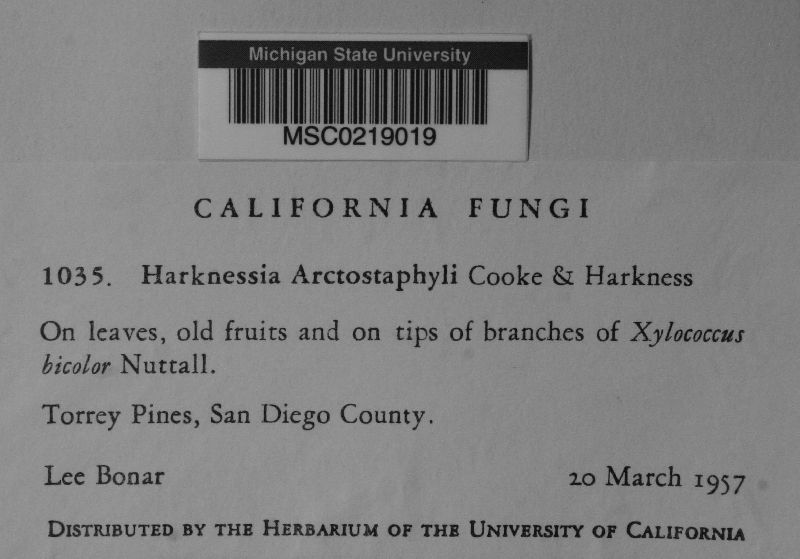 Michigan State University
MSC0219019
CALIFORNIA FUNGI
1035. Harknessia Arctostaphyli Cooke & Harkness
On leaves, old fruits and on tips of branches of Xylococcus
bicolor Nuttall.
Torrey Pines, San Diego County.
Lee Bonar 20 March 1957
DISTRIBUTED BY THE HERBARIUM OF THE UNIVERSITY OF CALIFORNIA